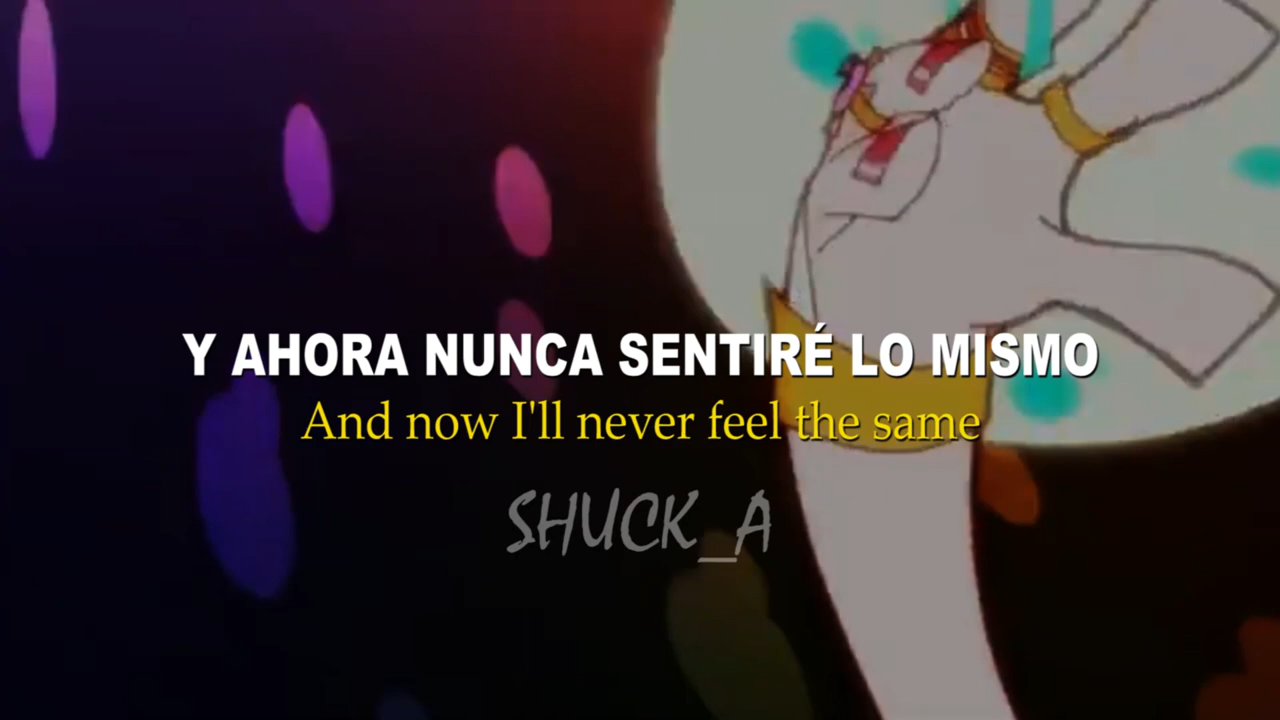 Y AHORA NUNCA SENTIRÉ LO MISMO
And now I'll never feel the same
SHUCK_A